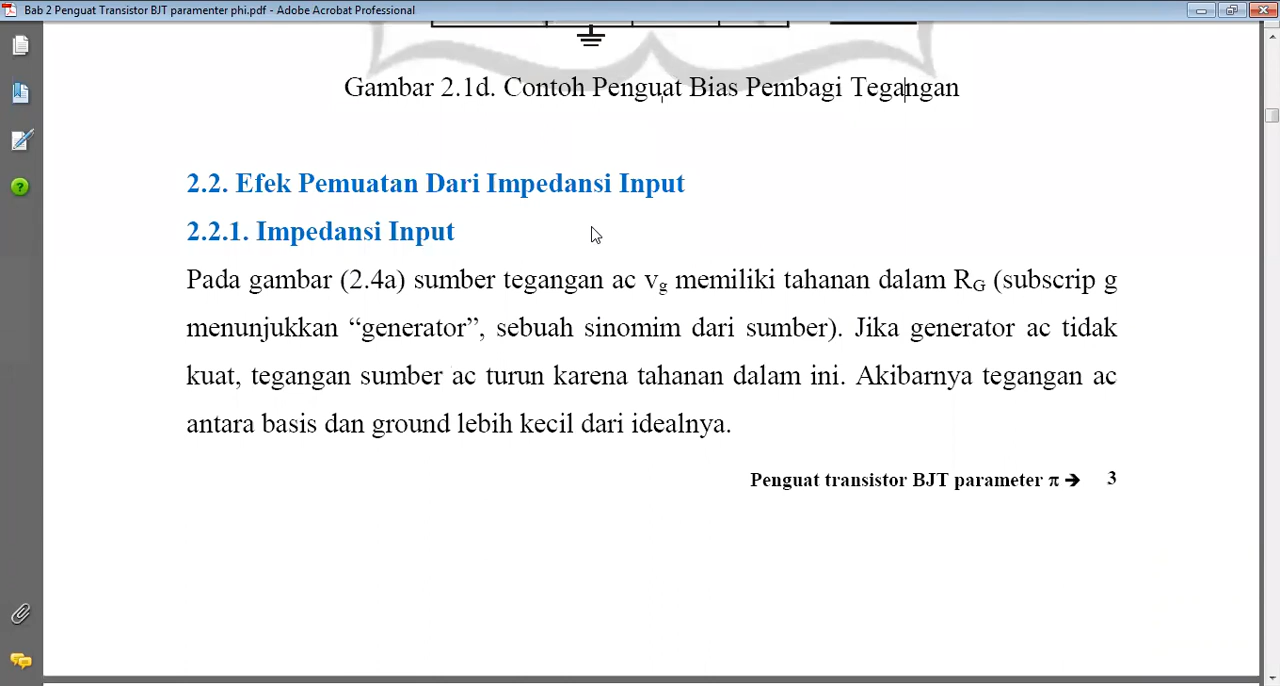 Bab 2 Penguat Transistor BJT paramenter phi.pdf - Adobe Acrobat Professional
Gambar 2.1d. Contoh Penguat Bias Pembagi Tegangan
2.2. Efek Pemuatan Dari Impedansi Input
2.2.1. Impedansi Input
Pada gambar (2.4a) sumber tegangan ac vg memiliki tahanan dalam RG (subscrip g
menunjukkan “generator”, sebuah sinomim dari sumber). Jika generator ac tidak
kuat, tegangan sumber ac turun karena tahanan dalam ini. Akibarnya tegangan ac
antara basis dan ground lebih kecil dari idealnya.
Penguat transistor BJT parameter π ➔ 3